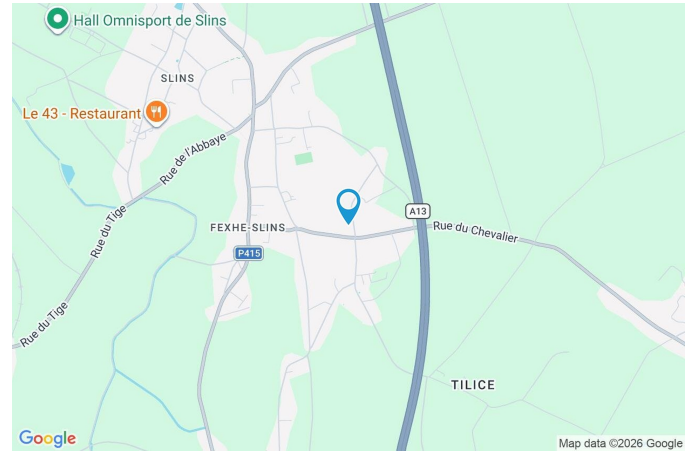 Hall Omnisport de Slins
SLINS
Le 43 - Restaurant
Rue de l'Abbaye
Rue du Tige
FEXHE-SLINS
P415
A13
Rue du Chevalier
Rue du Tige
TILICE
Google
Map data ©2026 Google